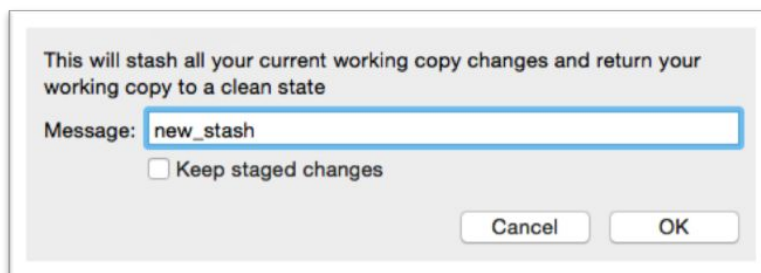 This will stash all your current working copy changes and return your
working copy to a clean state
Message: new_stash
Keep staged changes
Cancel OK